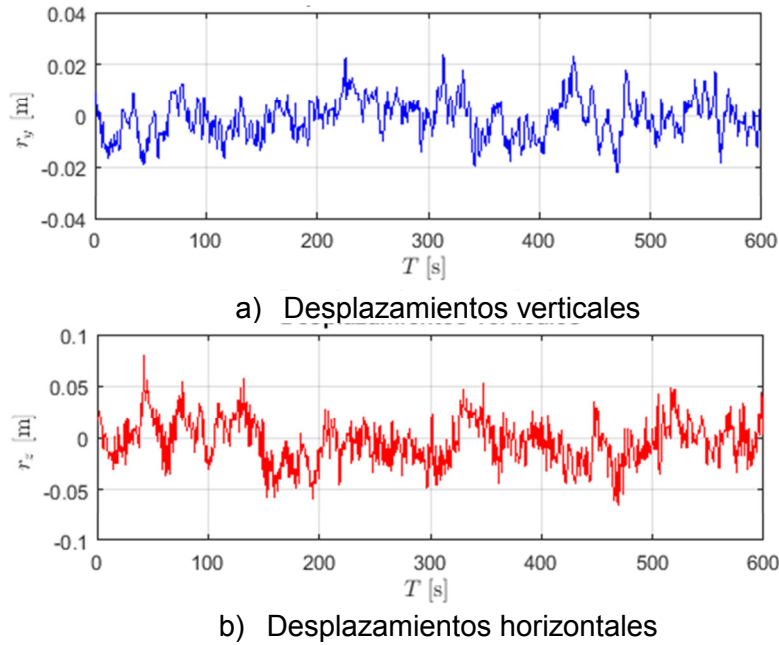 0.04
0.02
0
-0.02
-0.04
r_y [m]
0 100 200 300 400 500 600
T [s]
a) Desplazamientos verticales
0.1
0.05
0
-0.05
-0.1
r_z [m]
0 100 200 300 400 500 600
T [s]
b) Desplazamientos horizontales